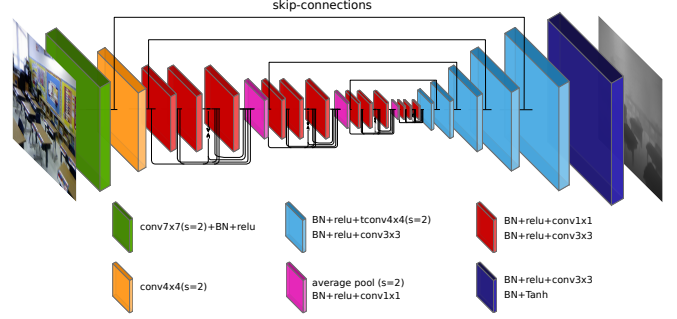 skip-connections
conv7x7(s=2)+BN+relu
BN+relu+tconv4x4(s=2)
BN+relu+conv3x3
BN+relu+conv1x1
BN+relu+conv3x3
conv4x4(s=2)
average pool (s=2)
BN+relu+conv1x1
BN+relu+conv3x3
BN+Tanh